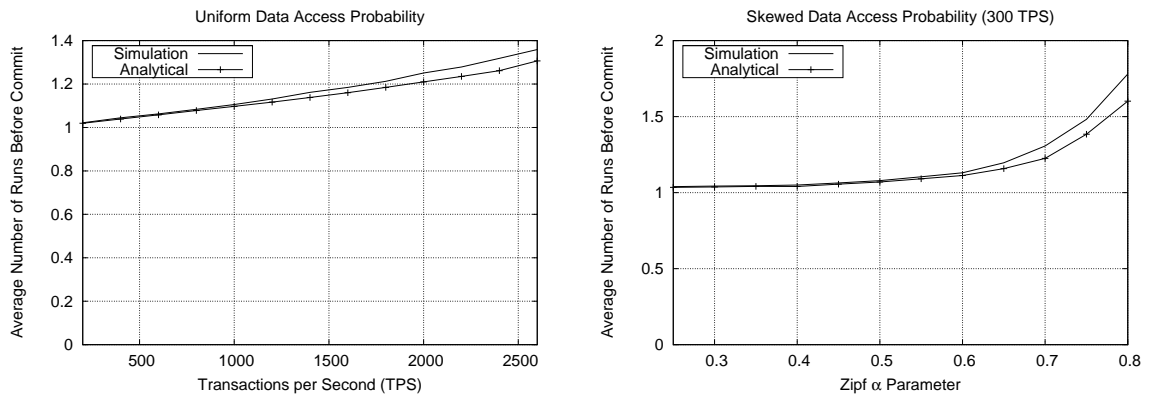 Uniform Data Access Probability
Simulation
Analytical
1.4
1.2
1
0.8
0.6
0.4
0.2
0
500 1000 1500 2000 2500
Average Number of Runs Before Commit
Transactions per Second (TPS)
Skewed Data Access Probability (300 TPS)
Simulation
Analytical
2
1.5
1
0.5
0
0.3 0.4 0.5 0.6 0.7 0.8
Average Number of Runs Before Commit
Zipf α Parameter